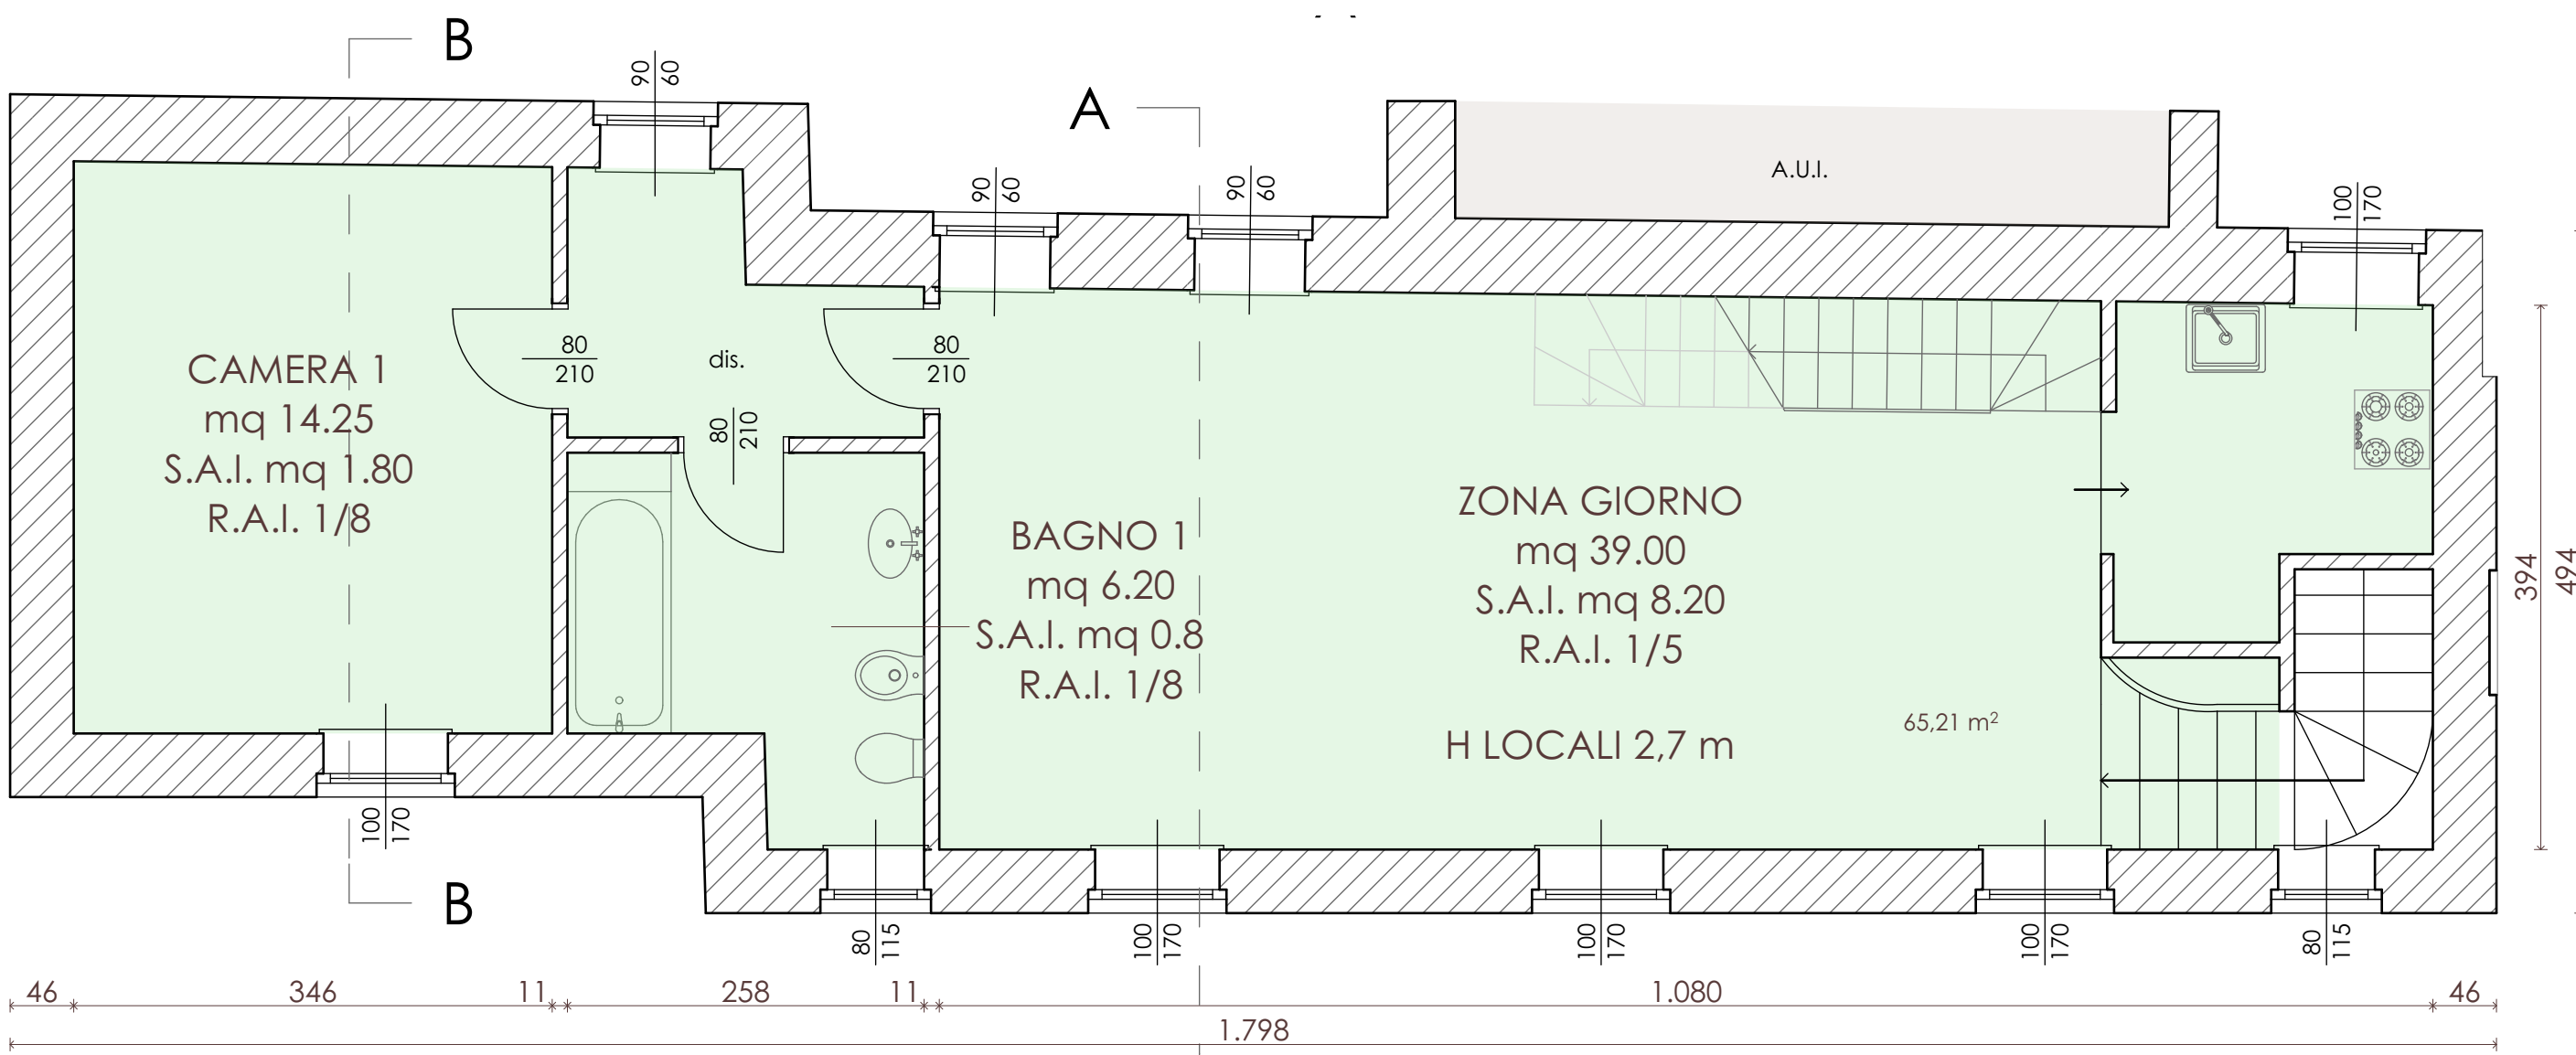 B
90
60
A
90
60
90
60
A.U.I.
100
170
CAMERA 1
mq 14.25
S.A.I. mq 1.80
R.A.I. 1/8
80
210
dis.
80
210
80
210
BAGNO 1
mq 6.20
S.A.I. mq 0.8
R.A.I. 1/8
ZONA GIORNO
mq 39.00
S.A.I. mq 8.20
R.A.I. 1/5
H LOCALI 2,7 m
65,21 m²
394
494
100
170
B
80
115
100
170
100
170
100
170
80
115
46
346
11
258
11
1.080
46
1.798